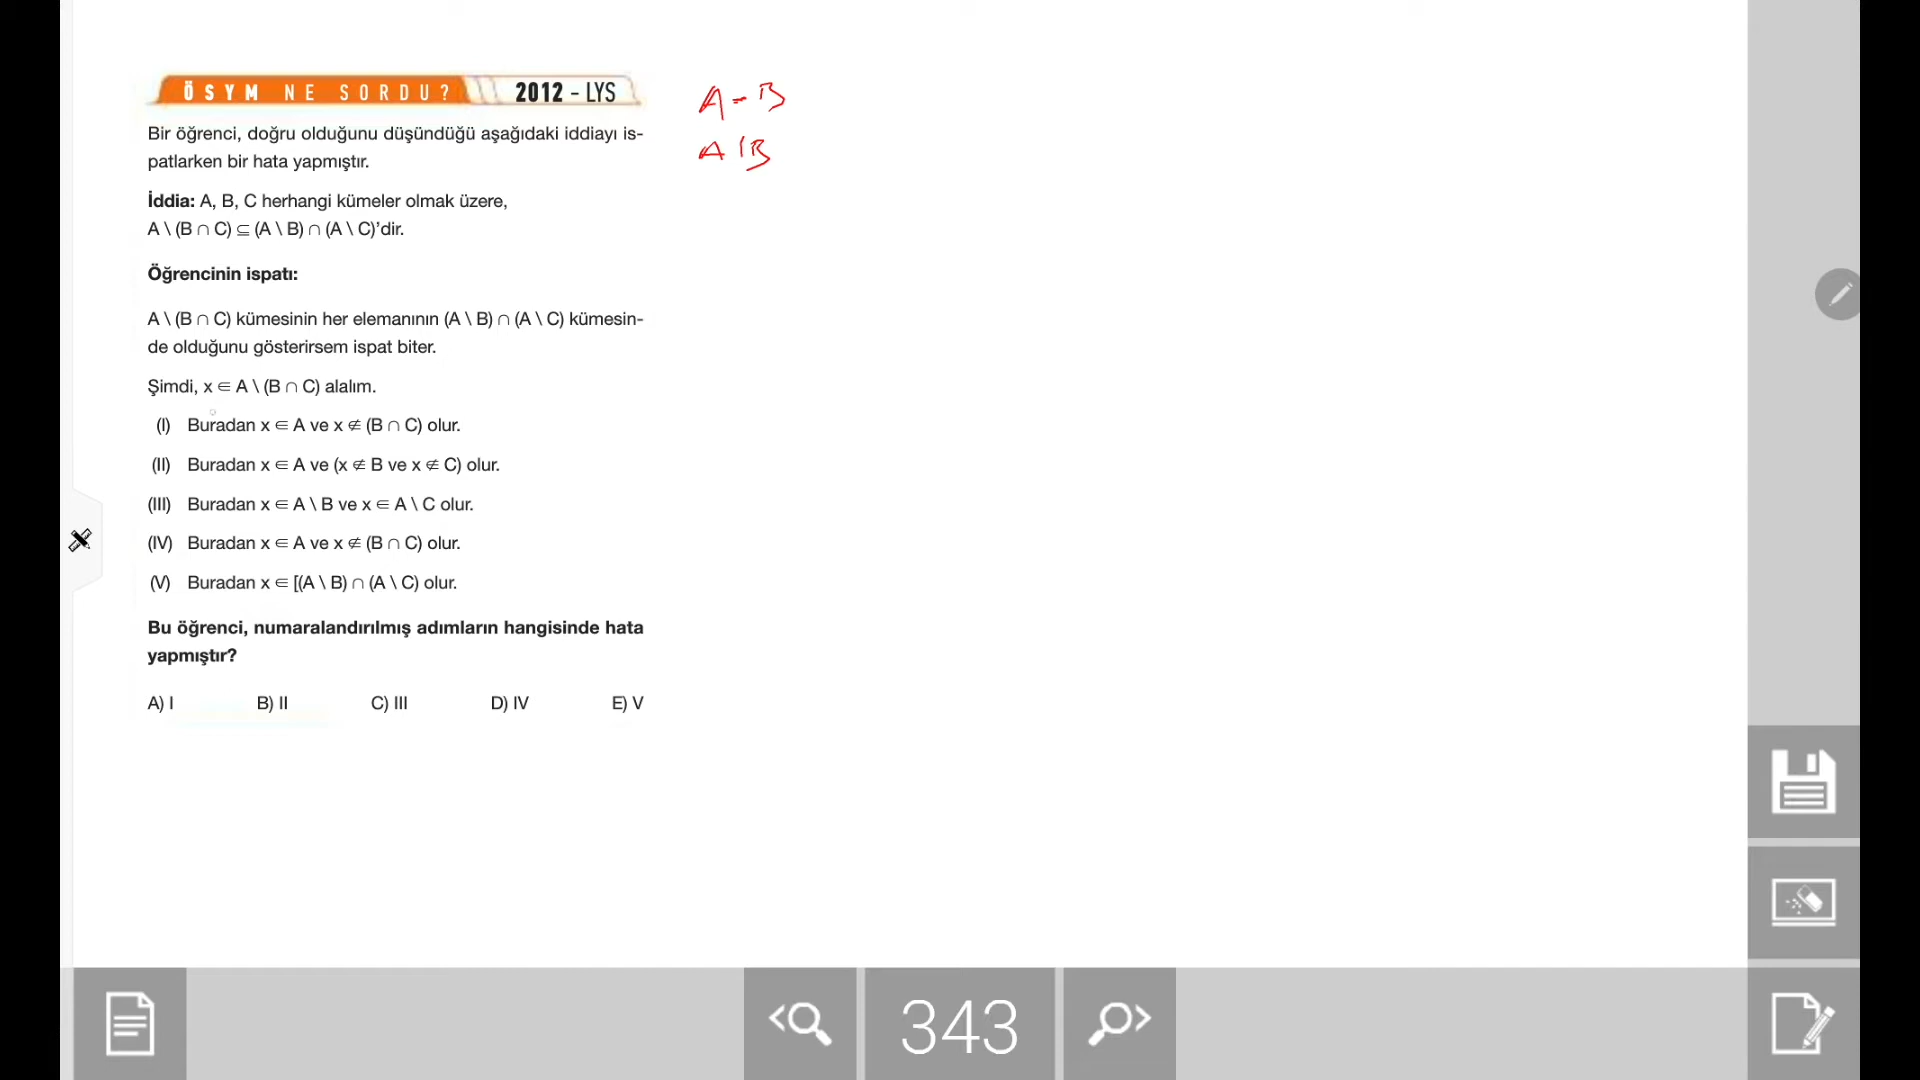 ÖSYM NE SORDU? 2012 - LYS
Bir öğrenci, doğru olduğunu düşündüğü aşağıdaki iddiayı is-
patlarken bir hata yapmıştır.
İddia: A, B, C herhangi kümeler olmak üzere,
A \ (B ∩ C) ⊆ (A \ B) ∩ (A \ C)'dir.
Öğrencinin ispatı:
A \ (B ∩ C) kümesinin her elemanının (A \ B) ∩ (A \ C) kümesin-
de olduğunu gösterirsem ispat biter.
Şimdi, x ∈ A \ (B ∩ C) alalım.
(I) Buradan x ∈ A ve x ∉ (B ∩ C) olur.
(II) Buradan x ∈ A ve (x ∉ B ve x ∉ C) olur.
(III) Buradan x ∈ A \ B ve x ∈ A \ C olur.
(IV) Buradan x ∈ A ve x ∉ (B ∩ C) olur.
(V) Buradan x ∈ [(A \ B) ∩ (A \ C) olur.
Bu öğrenci, numaralandırılmış adımların hangisinde hata
yapmıştır?
A) I B) II C) III D) IV E) V
A - B
A \ B
343